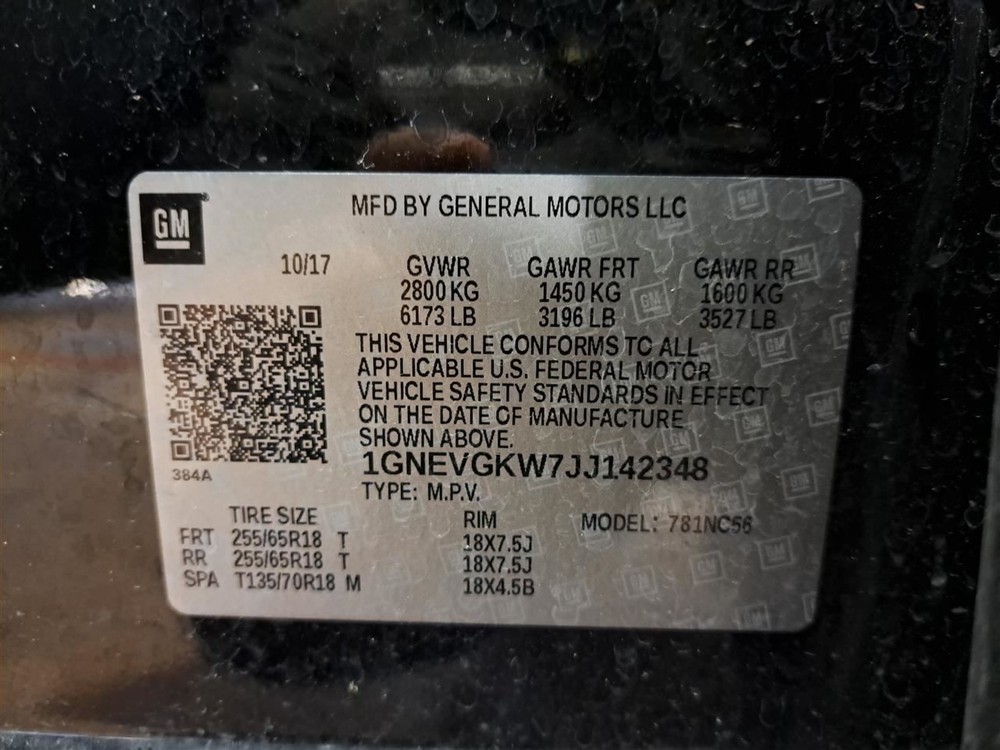 GM
MFD BY GENERAL MOTORS LLC
10/17 GVWR GAWR FRT GAWR RR
2800 KG 1450 KG 1600 KG
6173 LB 3196 LB 3527 LB
THIS VEHICLE CONFORMS TO ALL
APPLICABLE U.S. FEDERAL MOTOR
VEHICLE SAFETY STANDARDS IN EFFECT
ON THE DATE OF MANUFACTURE
SHOWN ABOVE.
384A
1GNEVGKW7JJ142348
TYPE: M.P.V.
TIRE SIZE RIM MODEL: 781NC56
FRT 255/65R18 T 18X7.5J
RR 255/65R18 T 18X7.5J
SPA T135/70R18 M 18X4.5B